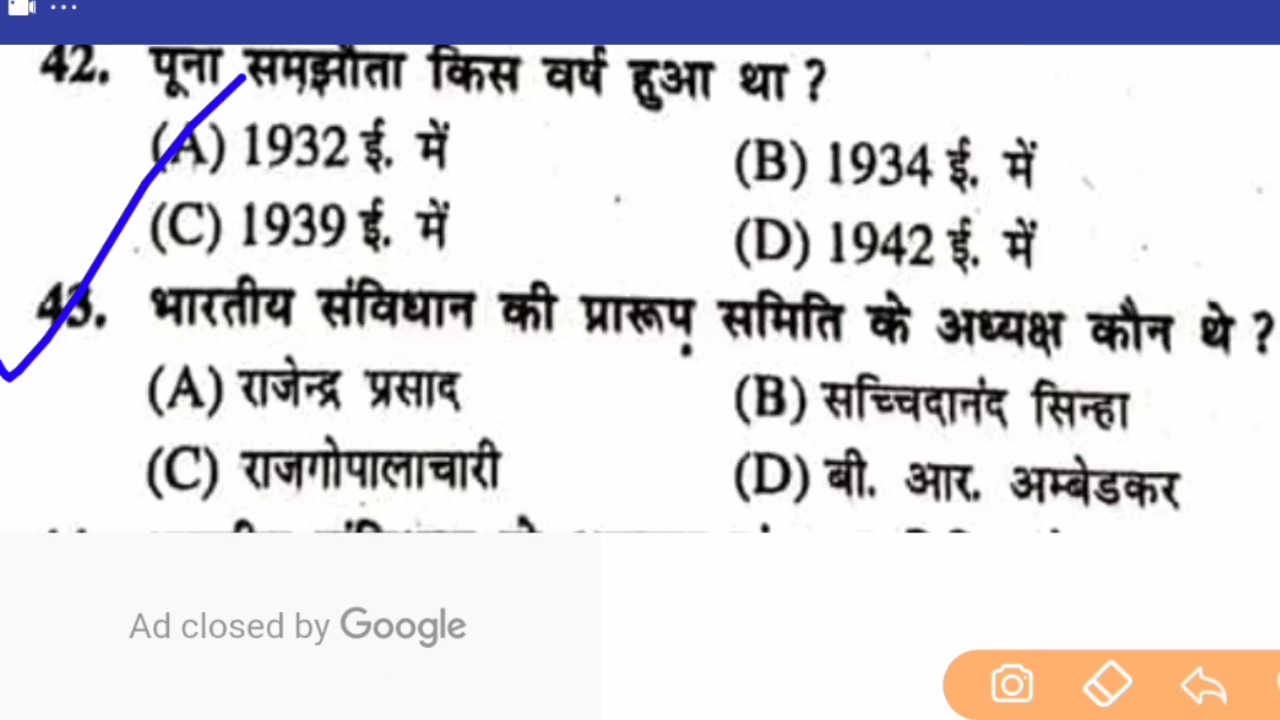 42. पूना समझौता किस वर्ष हुआ था ?
(A) 1932 ई. में (B) 1934 ई. में
(C) 1939 ई. में (D) 1942 ई. में
43. भारतीय संविधान की प्रारूप समिति के अध्यक्ष कौन थे ?
(A) राजेन्द्र प्रसाद (B) सच्चिदानंद सिन्हा
(C) राजगोपालाचारी (D) बी. आर. अम्बेडकर
Ad closed by Google